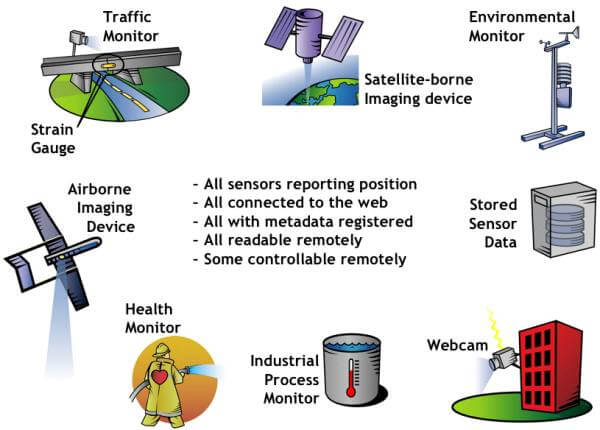 Traffic
Monitor
Strain
Gauge
Satellite-borne
Imaging device
Environmental
Monitor
Airborne
Imaging
Device
– All sensors reporting position
– All connected to the web
– All with metadata registered
– All readable remotely
– Some controllable remotely
Stored
Sensor
Data
Health
Monitor
Industrial
Process
Monitor
Webcam